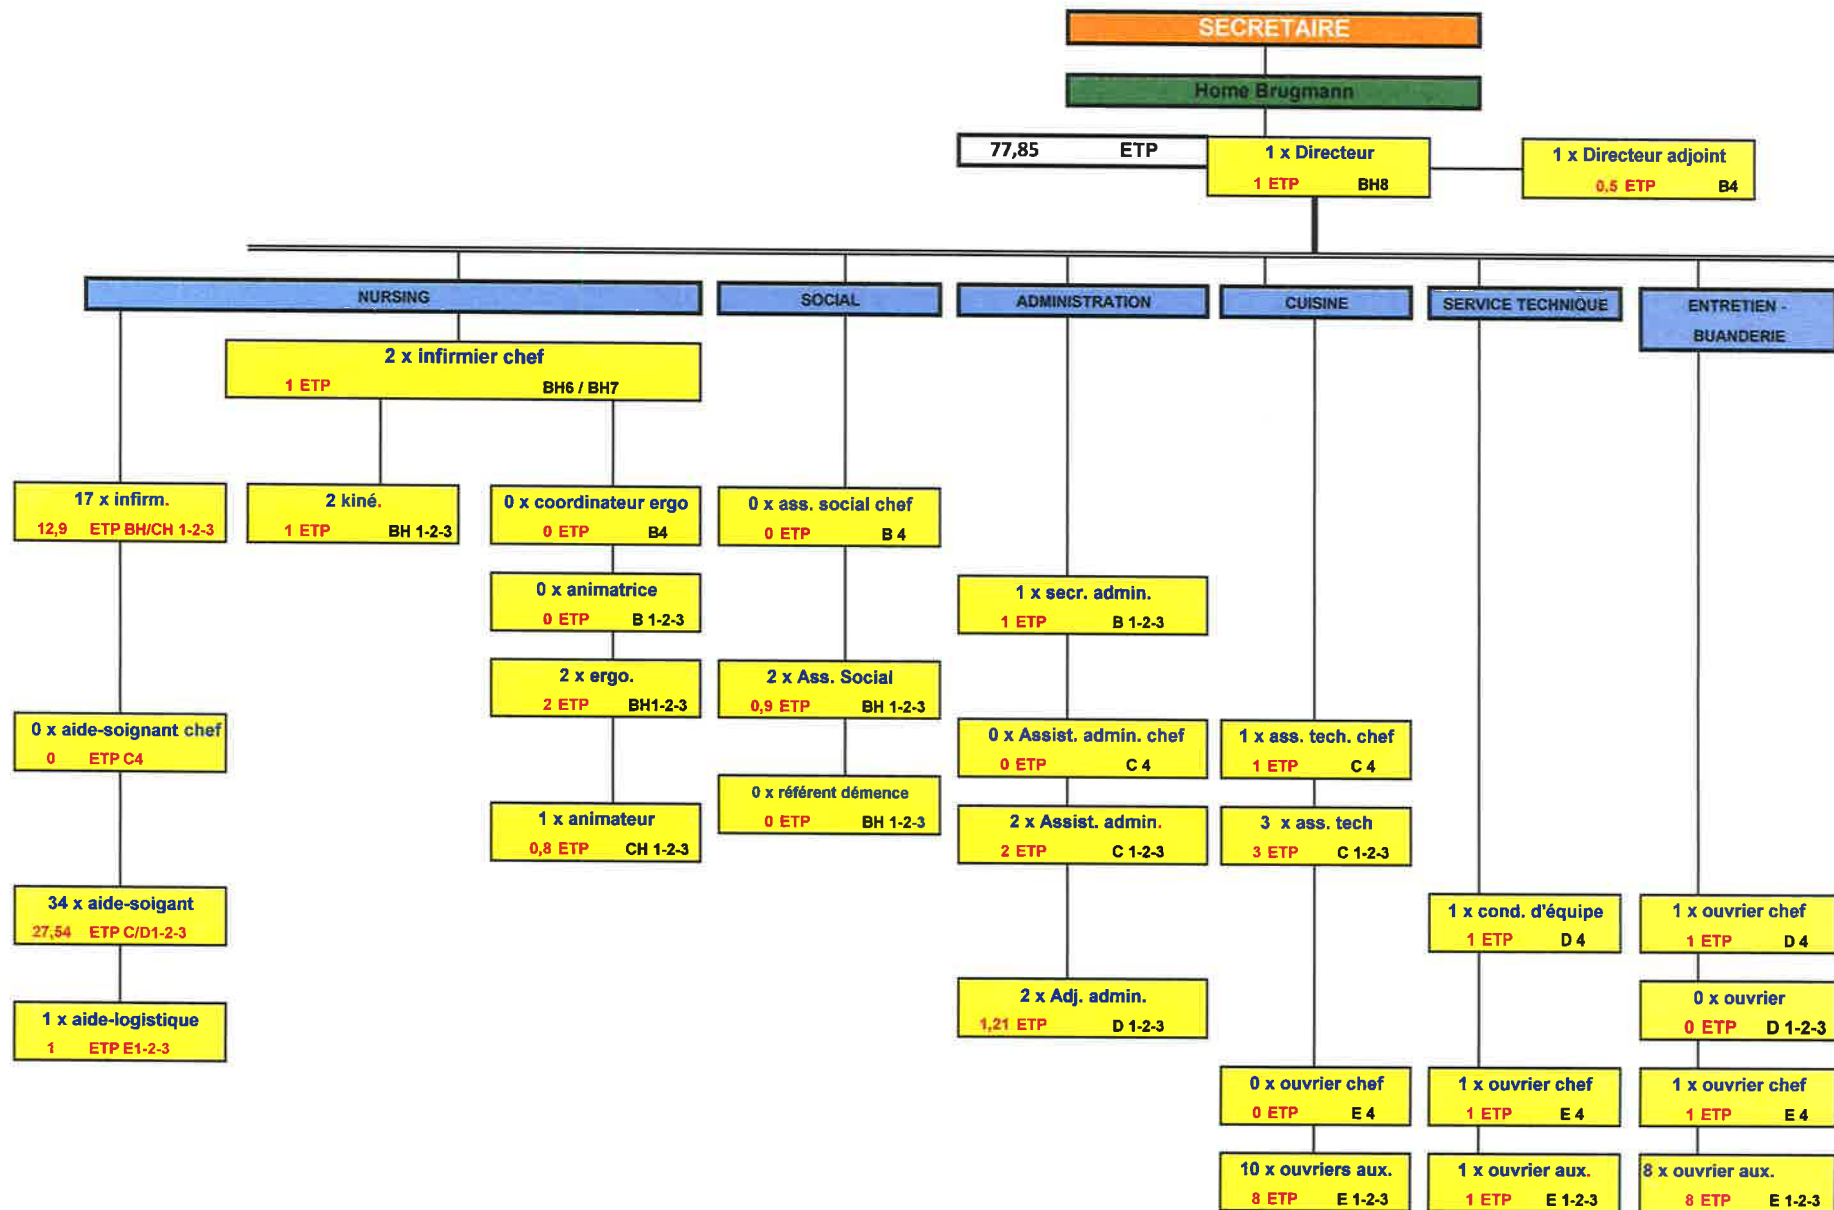 SECRETAIRE
Home Brugmann
77,85 ETP
1 x Directeur
1 ETP BH8
1 x Directeur adjoint
0,5 ETP B4
NURSING
SOCIAL
ADMINISTRATION
CUISINE
SERVICE TECHNIQUE
ENTRETIEN -
BUANDERIE
2 x infirmier chef
1 ETP BH6 / BH7
17 x infirm.
12,9 ETP BH/CH 1-2-3
2 kiné.
1 ETP BH 1-2-3
0 x coordinateur ergo
0 ETP B4
0 x ass. social chef
0 ETP B 4
0 x animatrice
0 ETP B 1-2-3
1 x secr. admin.
1 ETP B 1-2-3
2 x ergo.
2 ETP BH1-2-3
2 x Ass. Social
0,9 ETP BH 1-2-3
0 x aide-soignant chef
0 ETP C4
0 x Assist. admin. chef
0 ETP C 4
1 x ass. tech. chef
1 ETP C 4
0 x référent démence
0 ETP BH 1-2-3
1 x animateur
0,8 ETP CH 1-2-3
2 x Assist. admin.
2 ETP C 1-2-3
3 x ass. tech
3 ETP C 1-2-3
34 x aide-soigant
27,54 ETP C/D1-2-3
1 x cond. d'équipe
1 ETP D 4
1 x ouvrier chef
1 ETP D 4
2 x Adj. admin.
1,21 ETP D 1-2-3
0 x ouvrier
0 ETP D 1-2-3
1 x aide-logistique
1 ETP E1-2-3
0 x ouvrier chef
0 ETP E 4
1 x ouvrier chef
1 ETP E 4
1 x ouvrier chef
1 ETP E 4
10 x ouvriers aux.
8 ETP E 1-2-3
1 x ouvrier aux.
1 ETP E 1-2-3
8 x ouvrier aux.
8 ETP E 1-2-3